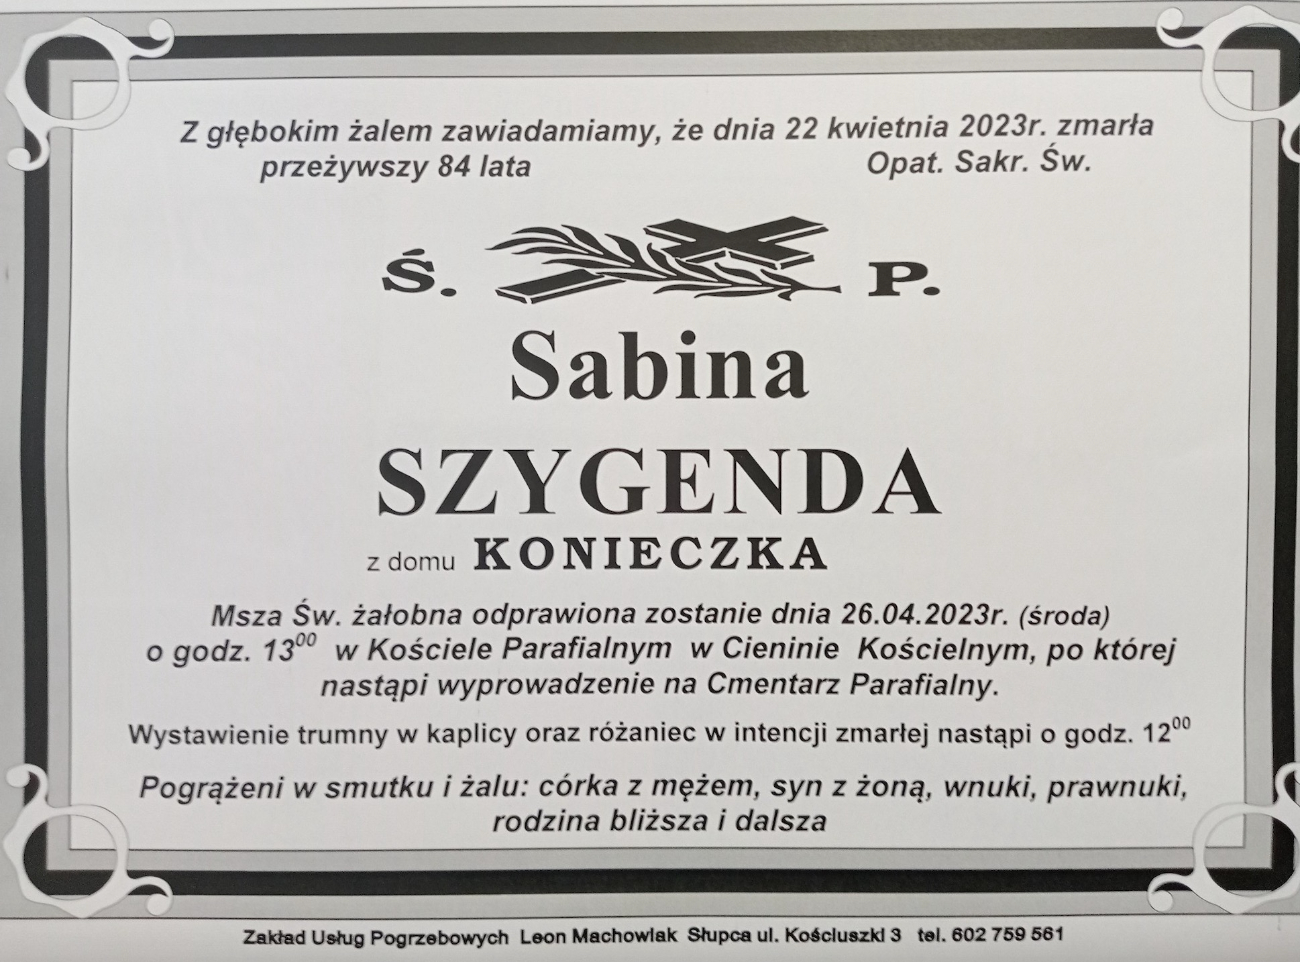 Z głębokim żalem zawiadamiamy, że dnia 22 kwietnia 2023r. zmarła
przeżywszy 84 lata Opat. Sakr. Św.
Ś. P.
Sabina
SZYGENDA
z domu KONIECZKA
Msza Św. żałobna odprawiona zostanie dnia 26.04.2023r. (środa)
o godz. 13⁰⁰ w Kościele Parafialnym w Cieninie Kościelnym, po której
nastąpi wyprowadzenie na Cmentarz Parafialny.
Wystawienie trumny w kaplicy oraz różaniec w intencji zmarłej nastąpi o godz. 12⁰⁰
Pogrążeni w smutku i żalu: córka z mężem, syn z żoną, wnuki, prawnuki,
rodzina bliższa i dalsza
Zakład Usług Pogrzebowych Leon Machowiak Słupca ul. Kościuszki 3 tel. 602 759 561